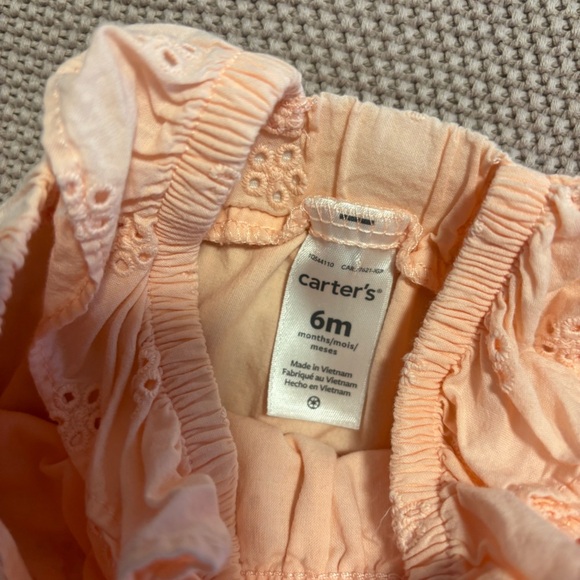 carter's®
6m
months/mois/
meses
Made in Vietnam
Fabriqué au Vietnam
Hecho en Vietnam